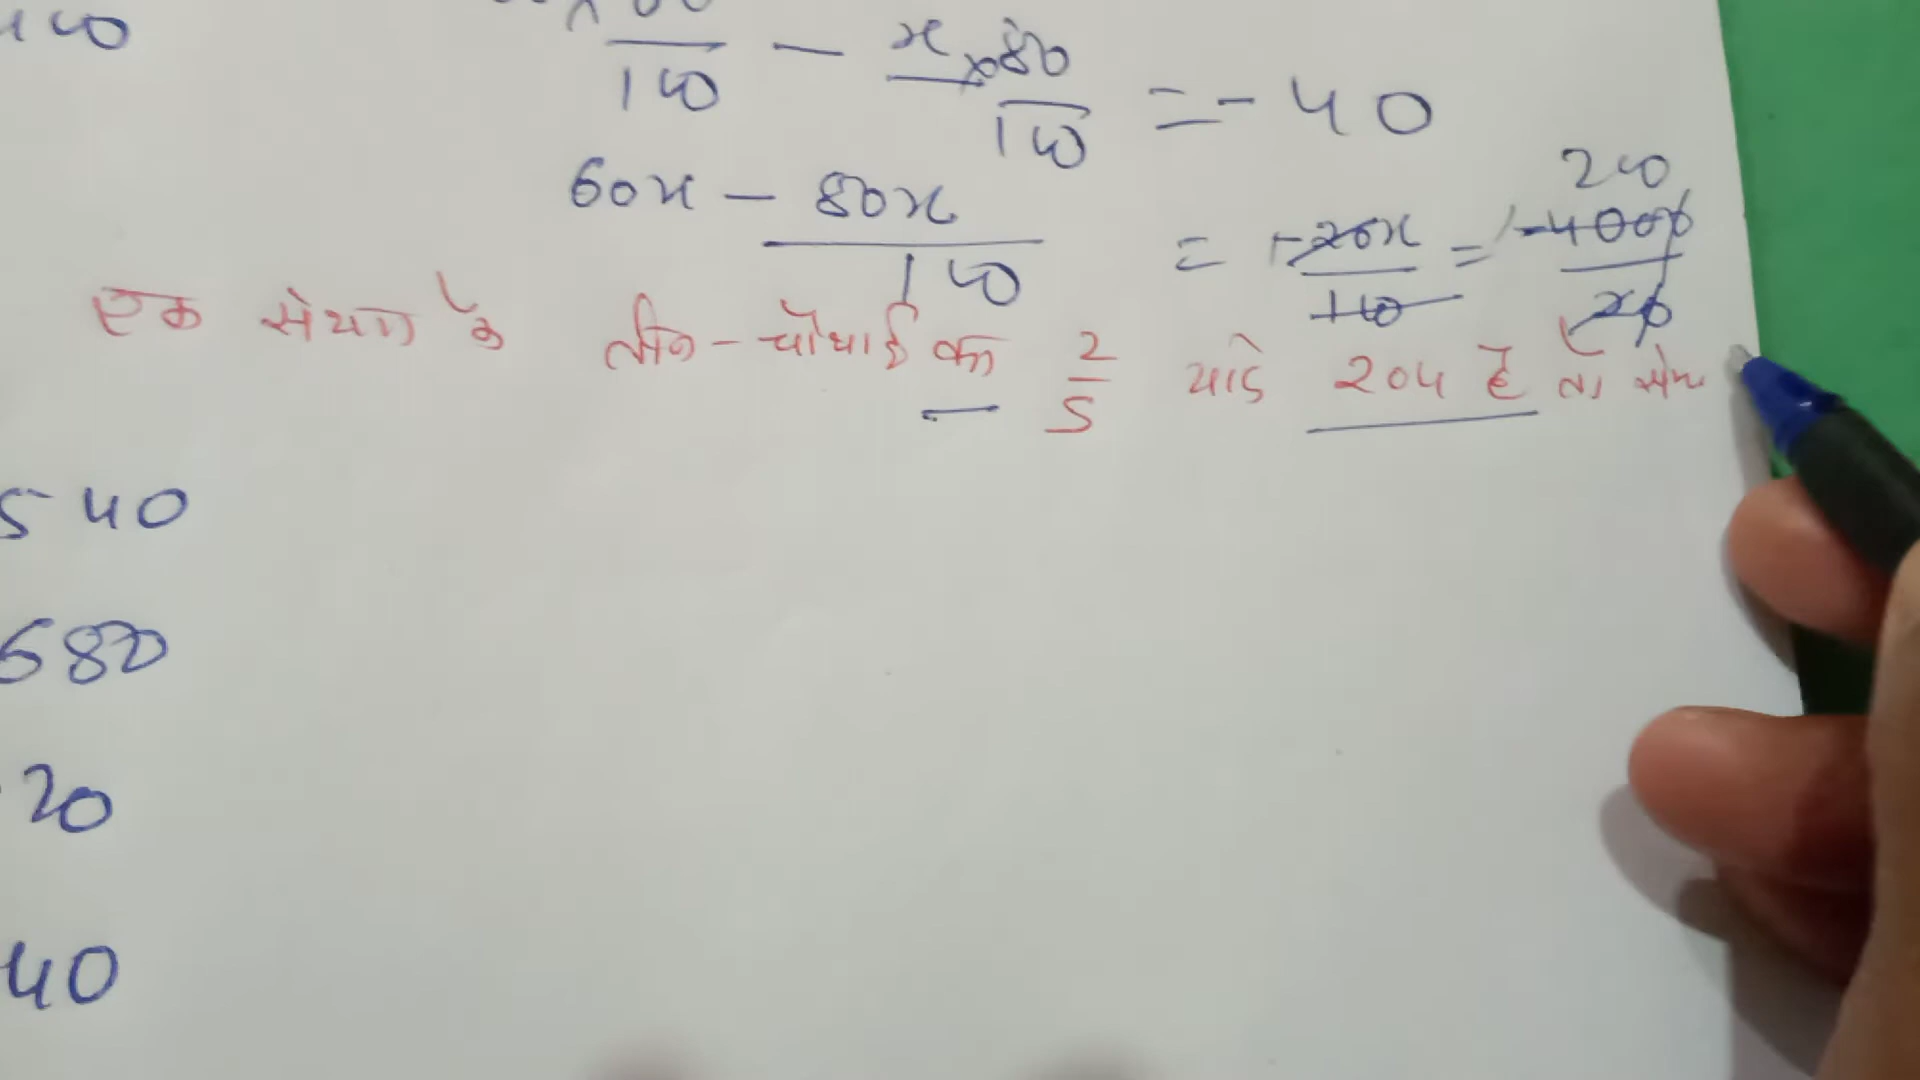 100
100 - x × 80 / 100 = - 40
60x - 80x / 100 = -20x / 100 = -4000 / 20 200
एक संख्या के तीन - चौथाई का 2/5 यदि 204 है तो
540
680
20
40